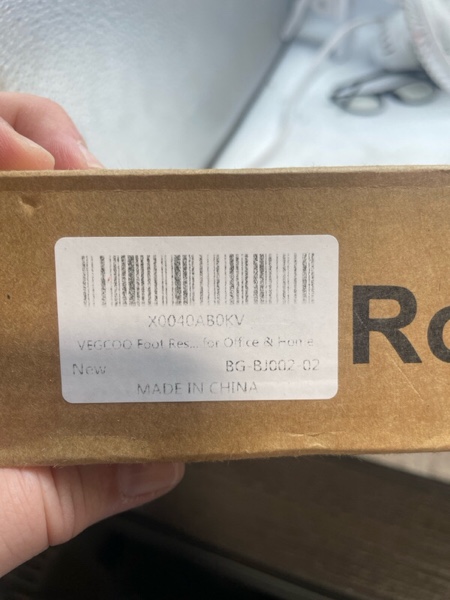 X0040AB0KV
VEGCOO Foot Res... for Office & Home
New BG-BJ002-02
MADE IN CHINA
Ro